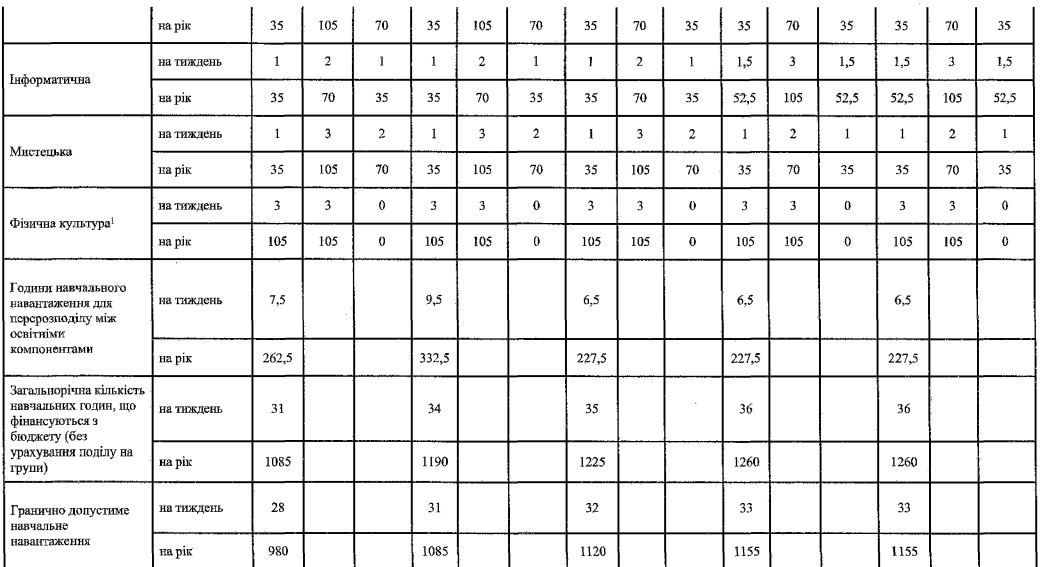 на рік 35 105 70 35 105 70 35 70 35 35 70 35 35 70 35
Інформатична
на тиждень 1 2 1 1 2 1 1 2 1 1,5 3 1,5 1,5 3 1,5
на рік 35 70 35 35 70 35 35 70 35 52,5 105 52,5 52,5 105 52,5
Мистецька
на тиждень 1 3 2 1 3 2 1 3 2 1 2 1 1 2 1
на рік 35 105 70 35 105 70 35 105 70 35 70 35 35 70 35
Фізична культура¹
на тиждень 3 3 0 3 3 0 3 3 0 3 3 0 3 3 0
на рік 105 105 0 105 105 0 105 105 0 105 105 0 105 105 0
Години навчального
навантаження для
перерозподілу між
освітніми
компонентами
на тиждень 7,5 9,5 6,5 6,5 6,5
на рік 262,5 332,5 227,5 227,5 227,5
Загальнорічна кількість
навчальних годин, що
фінансуються з
бюджету (без
урахування поділу на
групи)
на тиждень 31 34 35 36 36
на рік 1085 1190 1225 1260 1260
Гранично допустиме
навчальне
навантаження
на тиждень 28 31 32 33 33
на рік 980 1085 1120 1155 1155